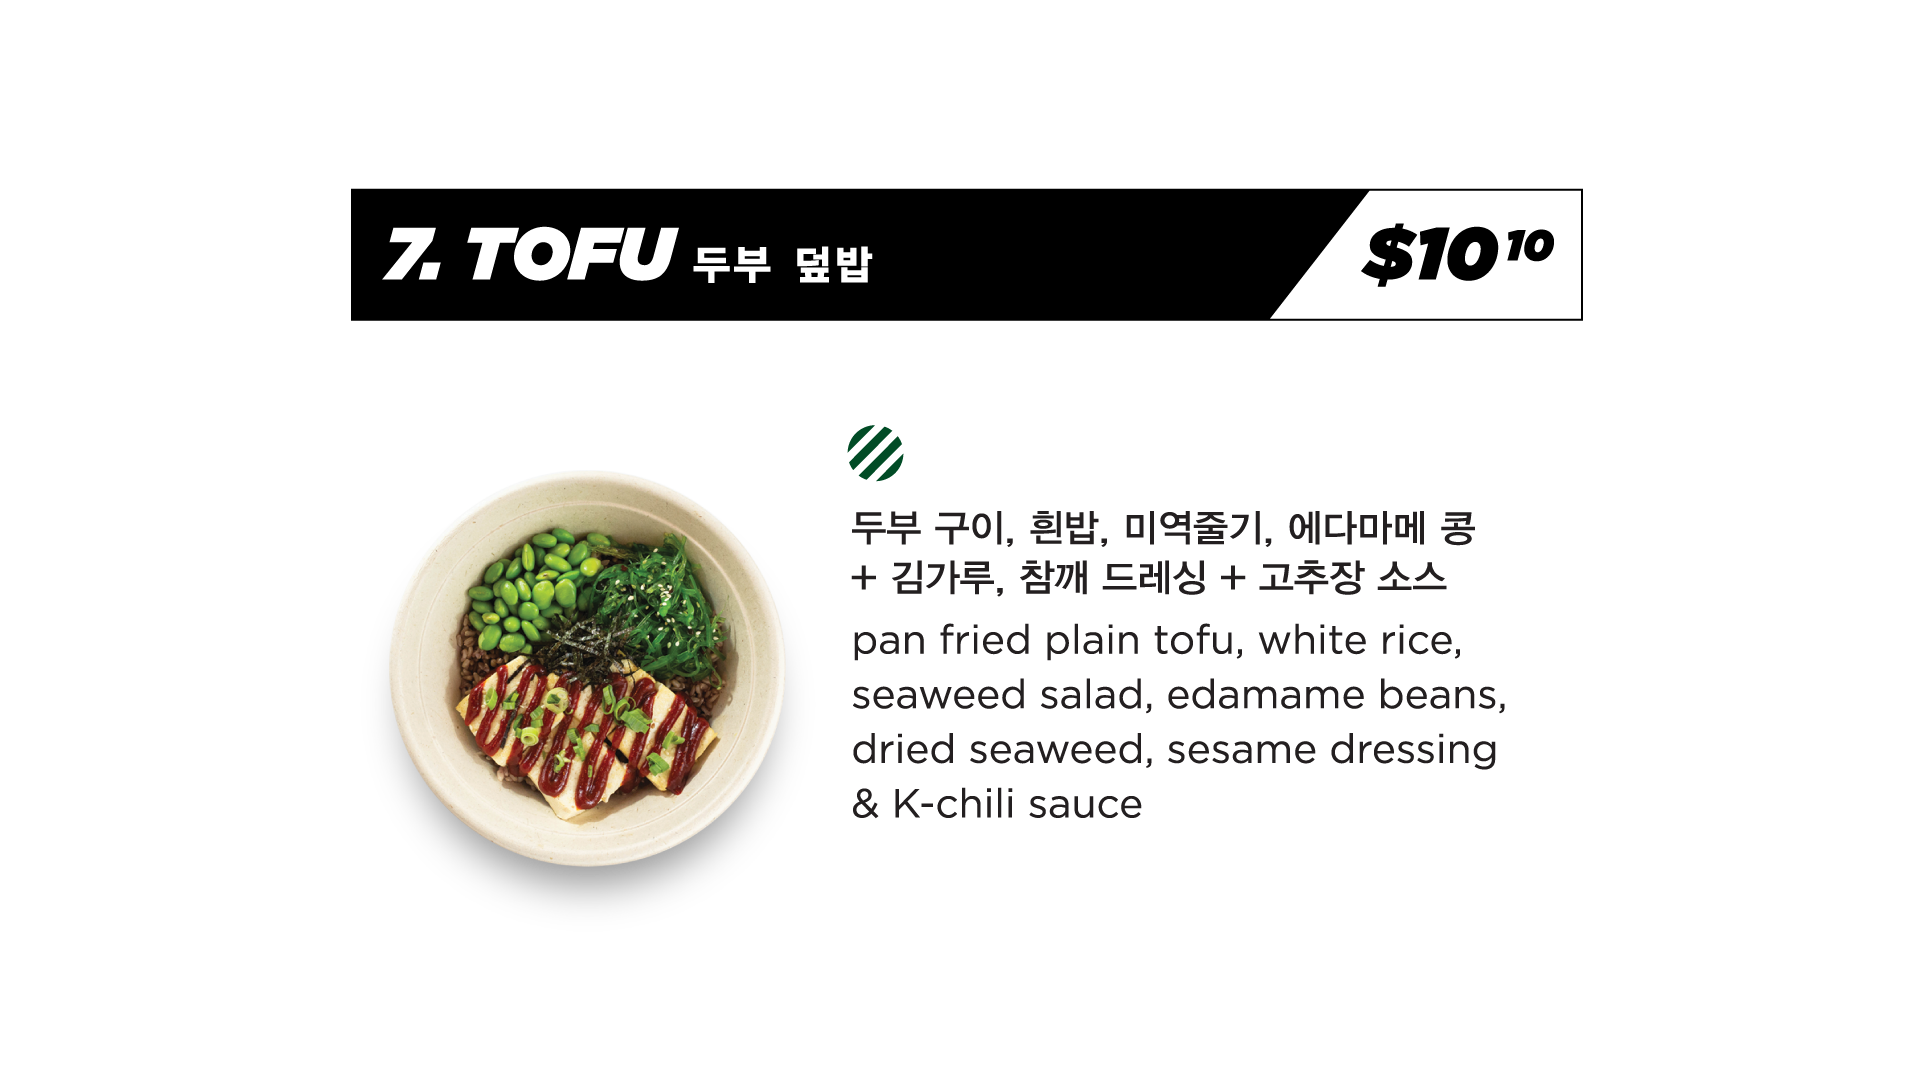 7. TOFU 두부 덮밥
$10 10
두부 구이, 흰밥, 미역줄기, 에다마메 콩
+ 김가루, 참깨 드레싱 + 고추장 소스
pan fried plain tofu, white rice,
seaweed salad, edamame beans,
dried seaweed, sesame dressing
& K-chili sauce